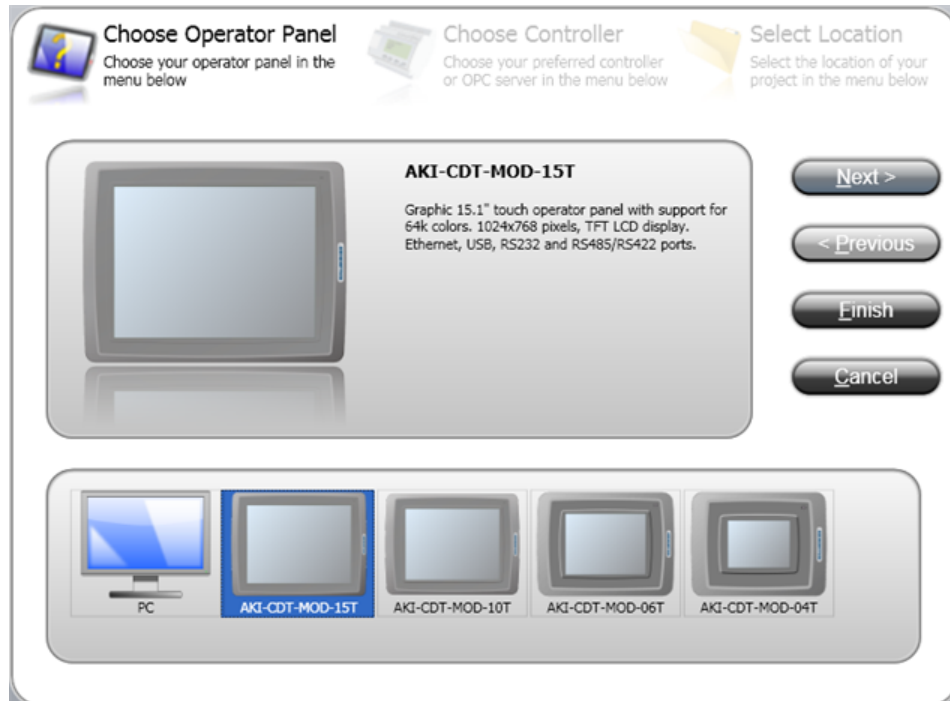 Choose Operator Panel
Choose your operator panel in the
menu below
Choose Controller
Choose your preferred controller
or OPC server in the menu below
Select Location
Select the location of your
project in the menu below
AKI-CDT-MOD-15T
Graphic 15.1" touch operator panel with support for
64k colors. 1024x768 pixels, TFT LCD display.
Ethernet, USB, RS232 and RS485/RS422 ports.
Next >
< Previous
Finish
Cancel
PC
AKI-CDT-MOD-15T
AKI-CDT-MOD-10T
AKI-CDT-MOD-06T
AKI-CDT-MOD-04T